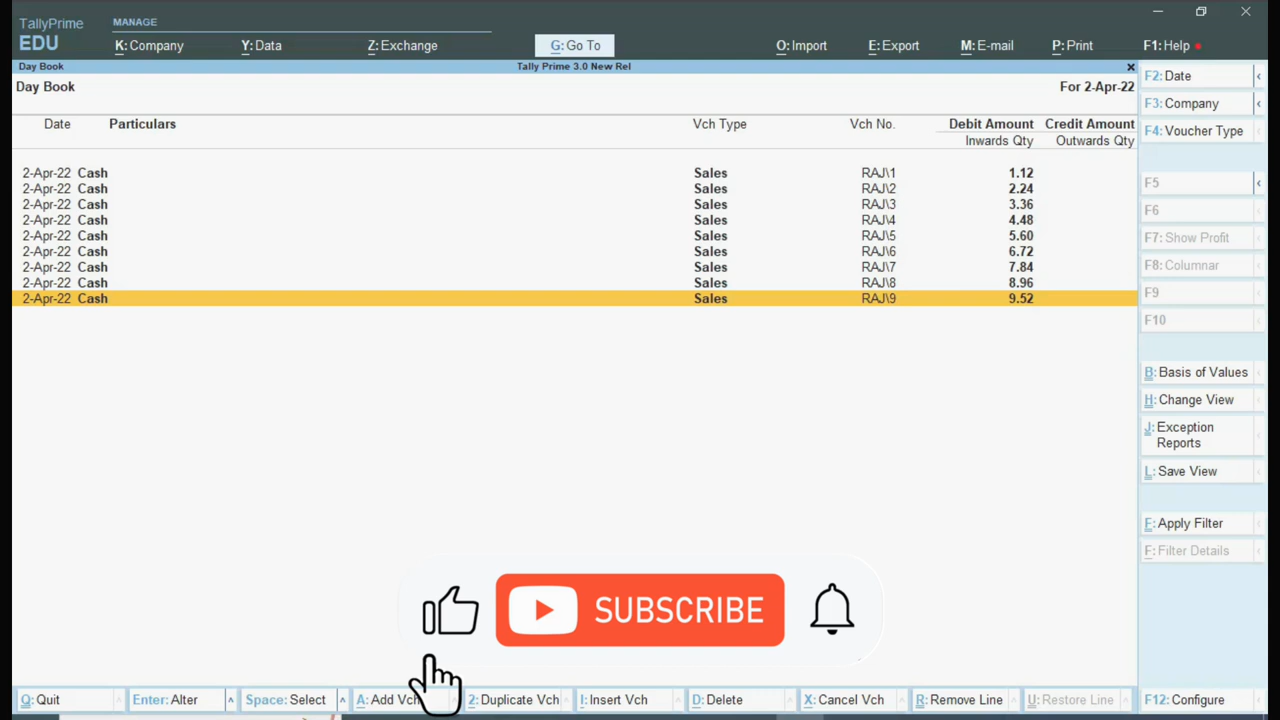 TallyPrime
EDU
MANAGE
K: Company
Y: Data
Z: Exchange
G: Go To
O: Import
E: Export
M: E-mail
P: Print
F1: Help
Day Book
Tally Prime 3.0 New Rel
Day Book
For 2-Apr-22
Date Particulars Vch Type Vch No. Debit Amount Credit Amount
Inwards Qty Outwards Qty
2-Apr-22 Cash Sales RAJ\1 1.12
2-Apr-22 Cash Sales RAJ\2 2.24
2-Apr-22 Cash Sales RAJ\3 3.36
2-Apr-22 Cash Sales RAJ\4 4.48
2-Apr-22 Cash Sales RAJ\5 5.60
2-Apr-22 Cash Sales RAJ\6 6.72
2-Apr-22 Cash Sales RAJ\7 7.84
2-Apr-22 Cash Sales RAJ\8 8.96
2-Apr-22 Cash Sales RAJ\9 9.52
F2: Date
F3: Company
F4: Voucher Type
F5
F6
F7: Show Profit
F8: Columnar
F9
F10
B: Basis of Values
H: Change View
J: Exception
Reports
L: Save View
F: Apply Filter
F: Filter Details
SUBSCRIBE
Q: Quit
Enter: Alter
Space: Select
A: Add Vch
2: Duplicate Vch
I: Insert Vch
D: Delete
X: Cancel Vch
R: Remove Line
U: Restore Line
F12: Configure